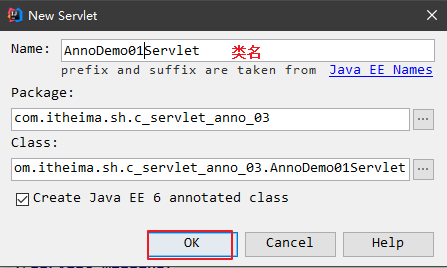 New Servlet
Name: AnnoDemo01Servlet 类名
prefix and suffix are taken from Java EE Names
Package:
com.itheima.sh.c_servlet_anno_03
Class:
om.itheima.sh.c_servlet_anno_03.AnnoDemo01Servlet
Create Java EE 6 annotated class
OK Cancel Help